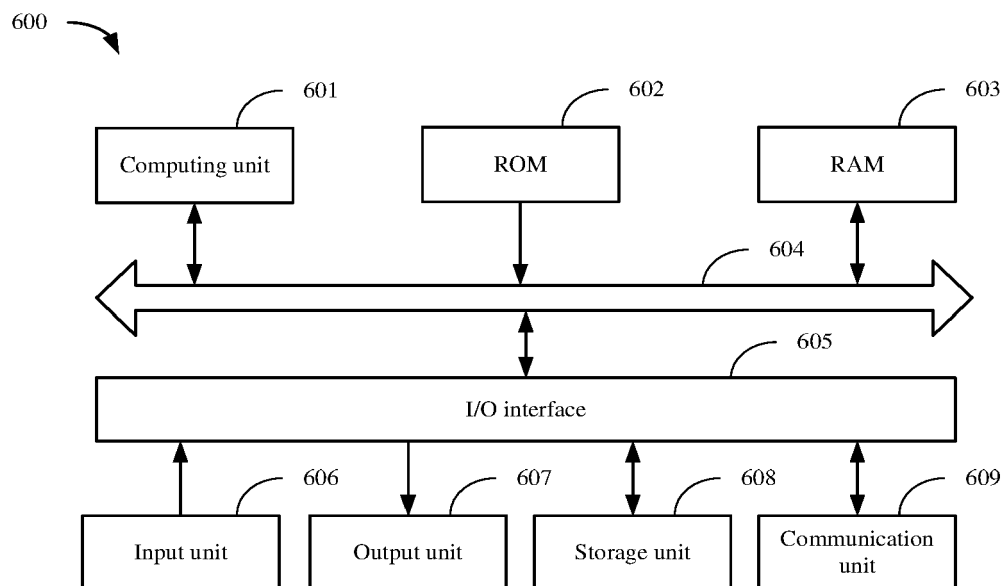 600
601
602
603
Computing unit
ROM
RAM
604
605
I/O interface
606
607
608
609
Input unit
Output unit
Storage unit
Communication
unit